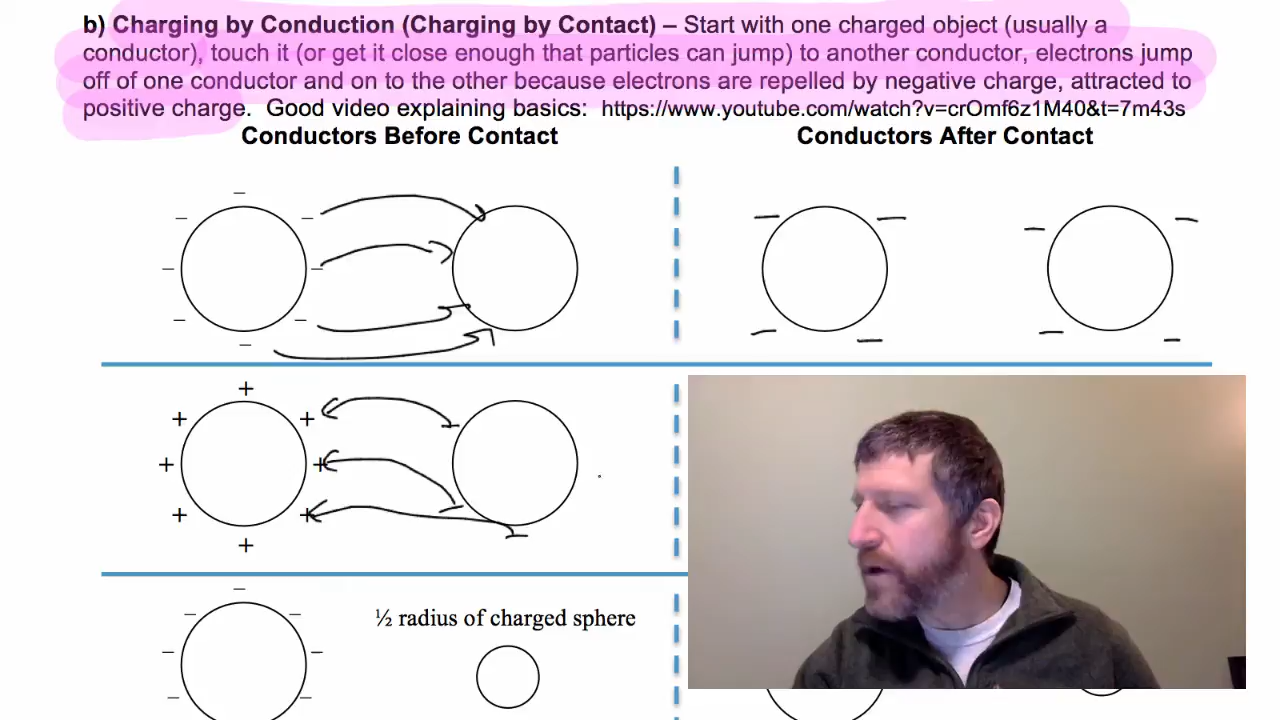 b) Charging by Conduction (Charging by Contact) – Start with one charged object (usually a
conductor), touch it (or get it close enough that particles can jump) to another conductor, electrons jump
off of one conductor and on to the other because electrons are repelled by negative charge, attracted to
positive charge. Good video explaining basics: https://www.youtube.com/watch?v=crOmf6z1M40&t=7m43s
Conductors Before Contact
Conductors After Contact
½ radius of charged sphere